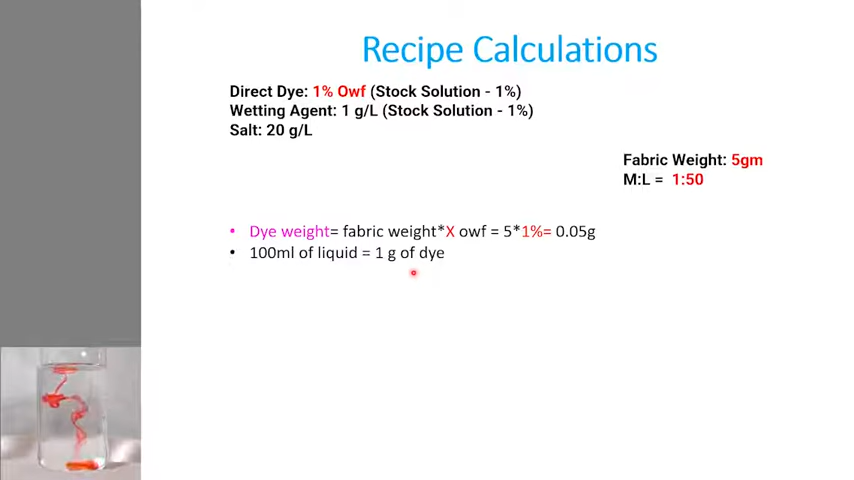 Recipe Calculations
Direct Dye: 1% Owf (Stock Solution - 1%)
Wetting Agent: 1 g/L (Stock Solution - 1%)
Salt: 20 g/L
Fabric Weight: 5gm
M:L = 1:50
• Dye weight= fabric weight*X owf = 5*1%= 0.05g
• 100ml of liquid = 1 g of dye